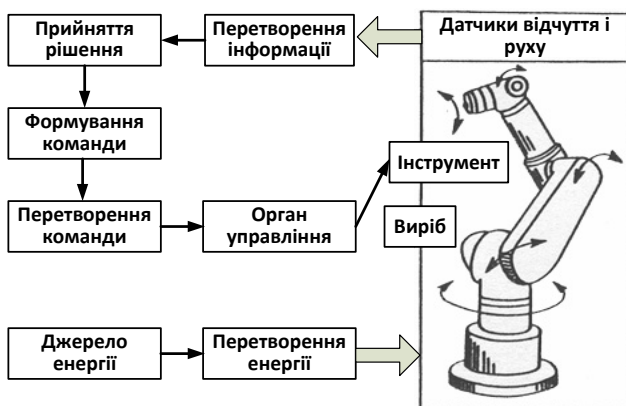 Прийняття
рішення
Перетворення
інформації
Датчики відчуття і
руху
Формування
команди
Інструмент
Перетворення
команди
Орган
управління
Виріб
Джерело
енергії
Перетворення
енергії